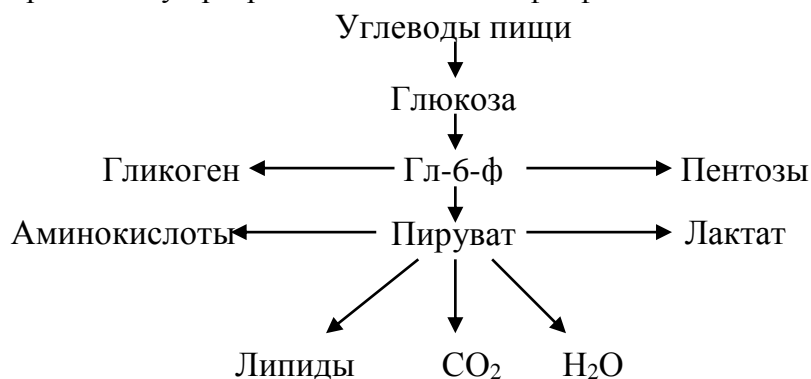 Углеводы пищи
Глюкоза
Гликоген Гл-6-ф Пентозы
Аминокислоты Пируват Лактат
Липиды CO₂ H₂O